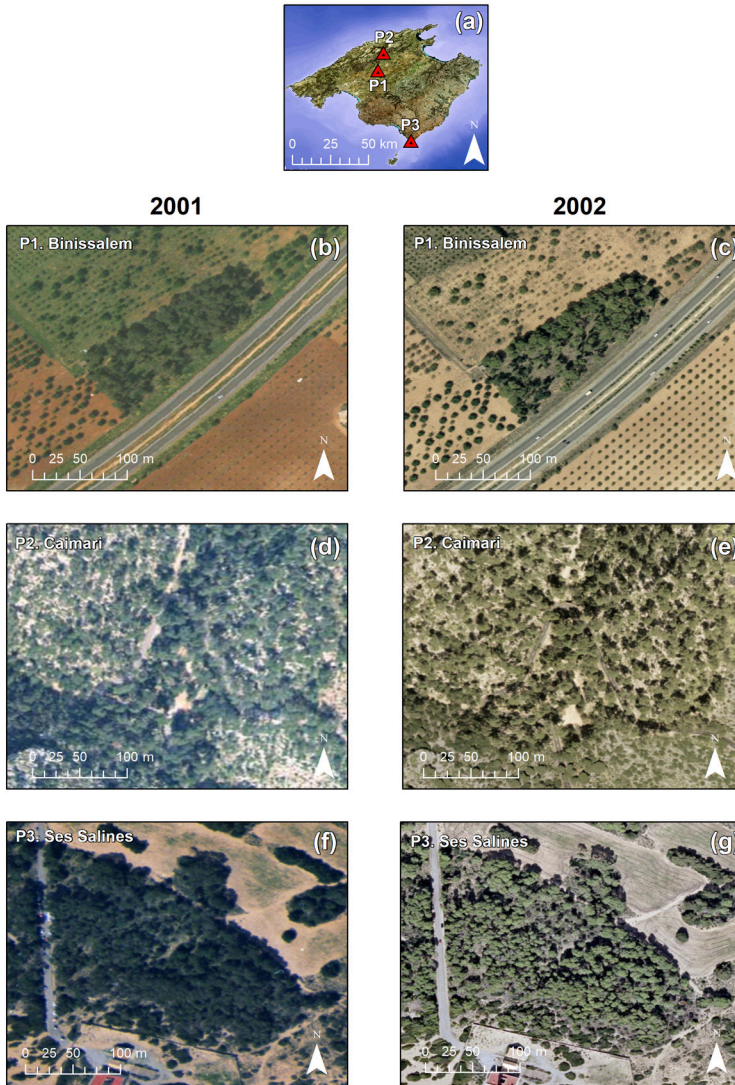 (a)
P2
P1
P3
N
0 25 50 km
2001 2002
P1. Binissalem (b)
N
0 25 50 100 m
P1. Binissalem (c)
N
0 25 50 100 m
P2. Caimari (d)
N
0 25 50 100 m
P2. Caimari (e)
N
0 25 50 100 m
P3. Ses Salines (f)
N
0 25 50 100 m
P3. Ses Salines (g)
N
0 25 50 100 m